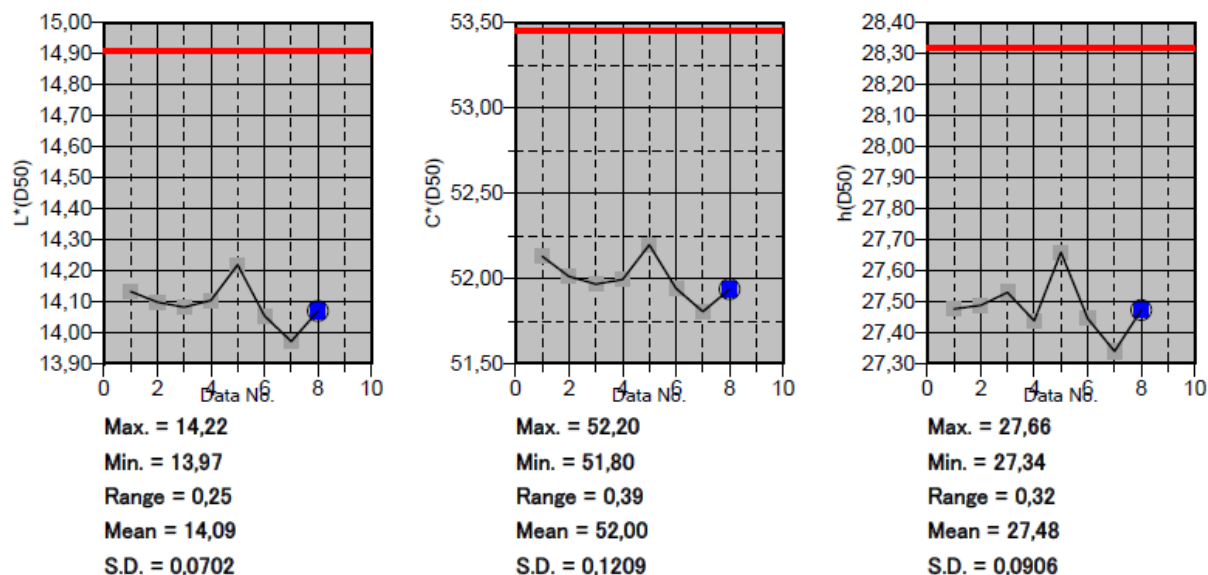 15,00
14,90
14,80
14,70
14,60
14,50
14,40
14,30
14,20
14,10
14,00
13,90
L*(D50)
0 2 4 6 8 10
Data No.
Max. = 14,22
Min. = 13,97
Range = 0,25
Mean = 14,09
S.D. = 0,0702
53,50
53,00
52,50
52,00
51,50
C*(D50)
0 2 4 6 8 10
Data No.
Max. = 52,20
Min. = 51,80
Range = 0,39
Mean = 52,00
S.D. = 0,1209
28,40
28,30
28,20
28,10
28,00
27,90
27,80
27,70
27,60
27,50
27,40
27,30
h(D50)
0 2 4 6 8 10
Data No.
Max. = 27,66
Min. = 27,34
Range = 0,32
Mean = 27,48
S.D. = 0,0906